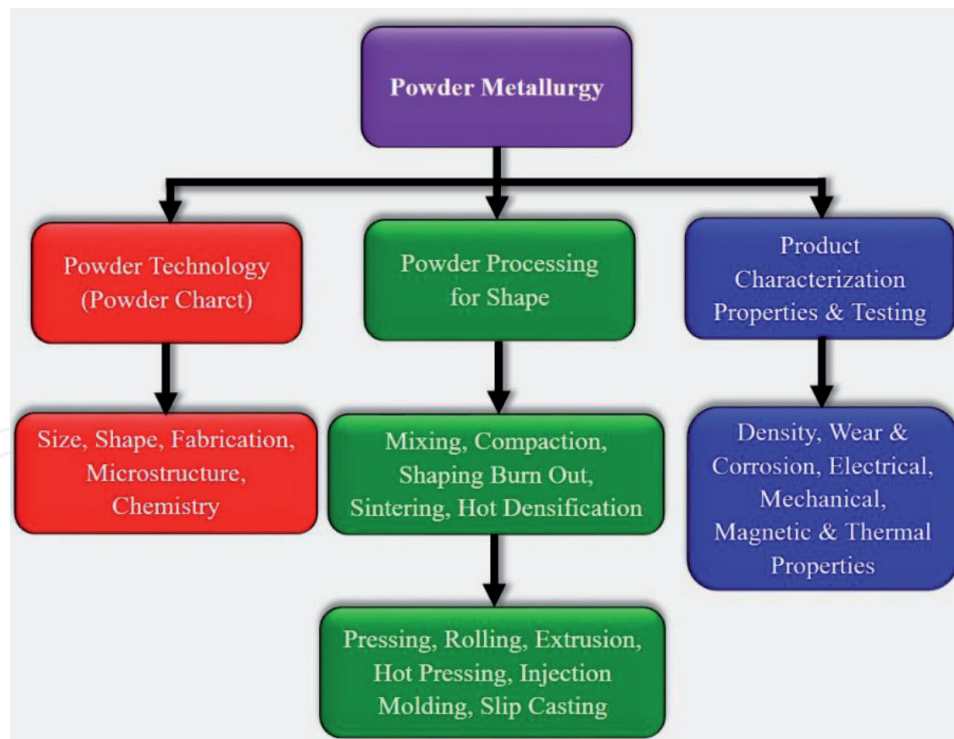 Powder Metallurgy
Powder Technology
(Powder Charct)
Powder Processing
for Shape
Product
Characterization
Properties & Testing
Size, Shape, Fabrication,
Microstructure,
Chemistry
Mixing, Compaction,
Shaping Burn Out,
Sintering, Hot Densification
Density, Wear &
Corrosion, Electrical,
Mechanical,
Magnetic & Thermal
Properties
Pressing, Rolling, Extrusion,
Hot Pressing, Injection
Molding, Slip Casting